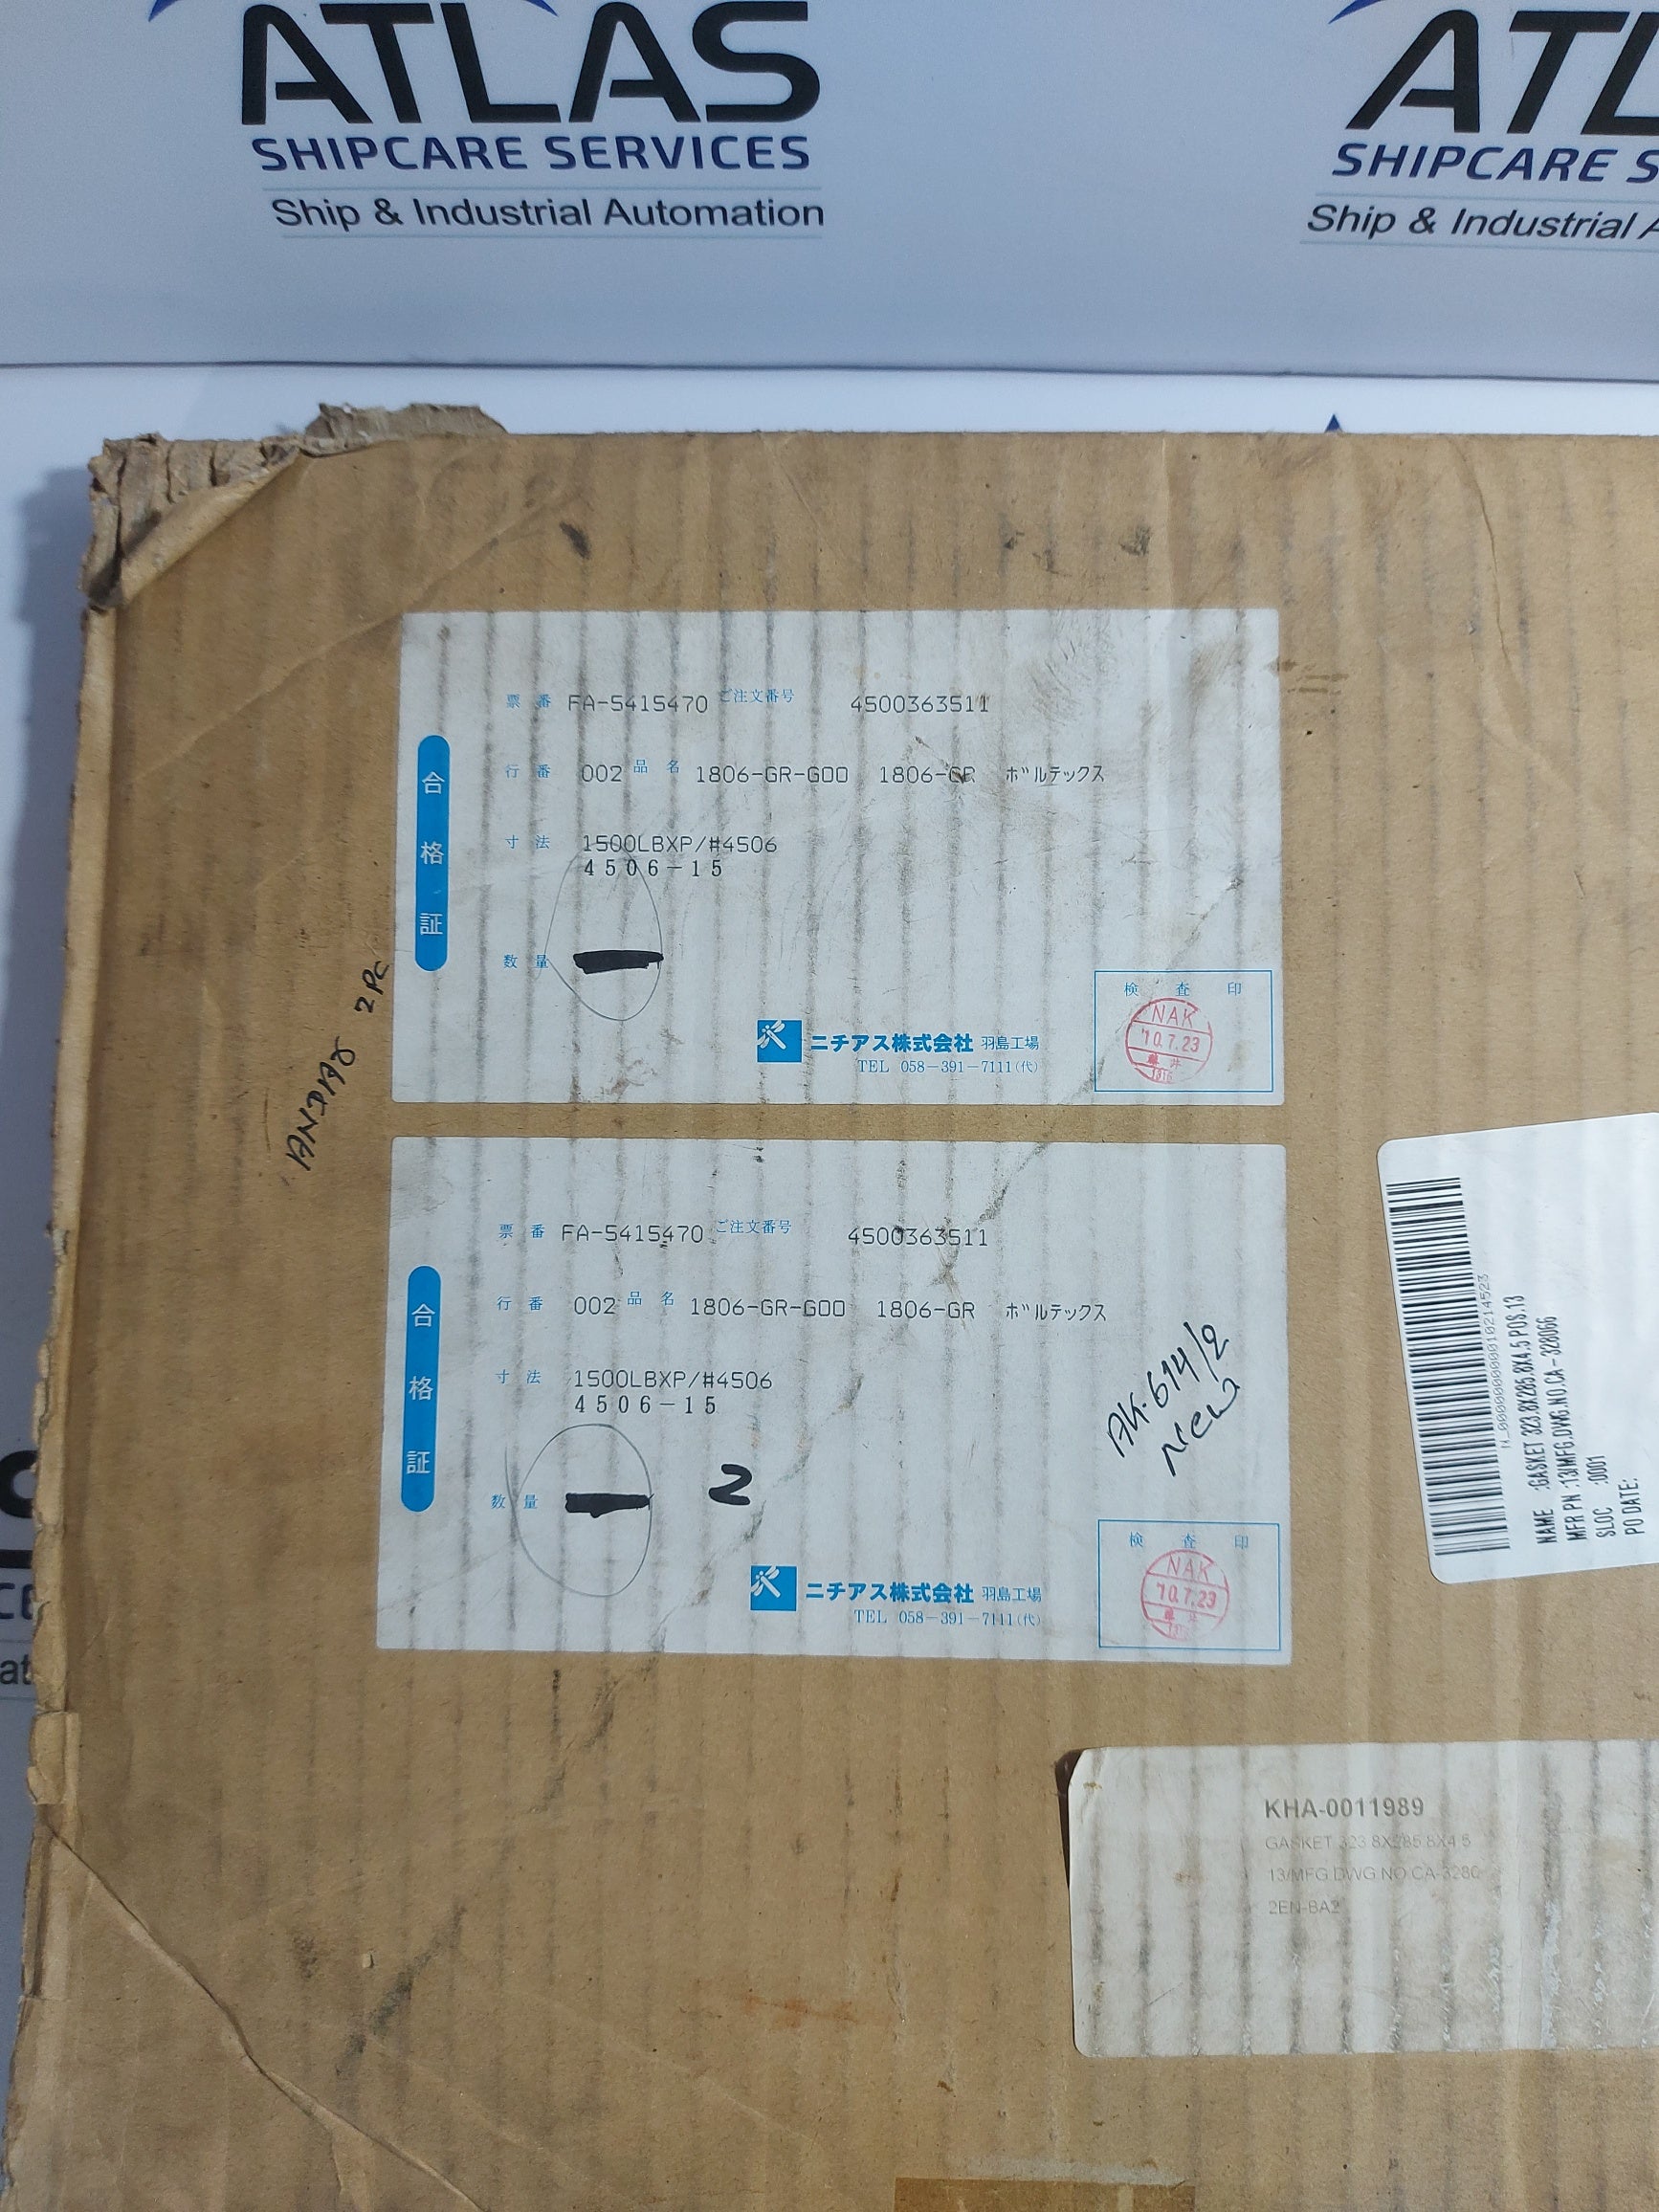 ATLAS
SHIPCARE SERVICES
Ship & Industrial Automation
ATL
SHIPCARE S
Ship & Industrial A
票番 FA-5415470 ご注文番号 4500363511
行番 002 品名 1806-GR-G00 1806-GR ボルテックス
寸法 1500LBXP/#4506
4506-15
数量
合格証
検査印
NAK
'10.7.23
ニチアス株式会社 羽島工場
TEL 058-391-7111(代)
2PC
票番 FA-5415470 ご注文番号 4500363511
行番 002 品名 1806-GR-G00 1806-GR ボルテックス
寸法 1500LBXP/#4506
4506-15
数量 2
合格証
AK-614/2
New
検査印
NAK
'10.7.23
ニチアス株式会社 羽島工場
TEL 058-391-7111(代)
NAME :GASKET 323.8X285.8X4.5 POS.13
MFR PN :13/MFG.DWG.NO.CA-328066
SLOC :0001
PO DATE:
KHA-0011989
GASKET 323.8X285.8X4.5
13/MFG DWG NO CA-3280
2EN-BA2